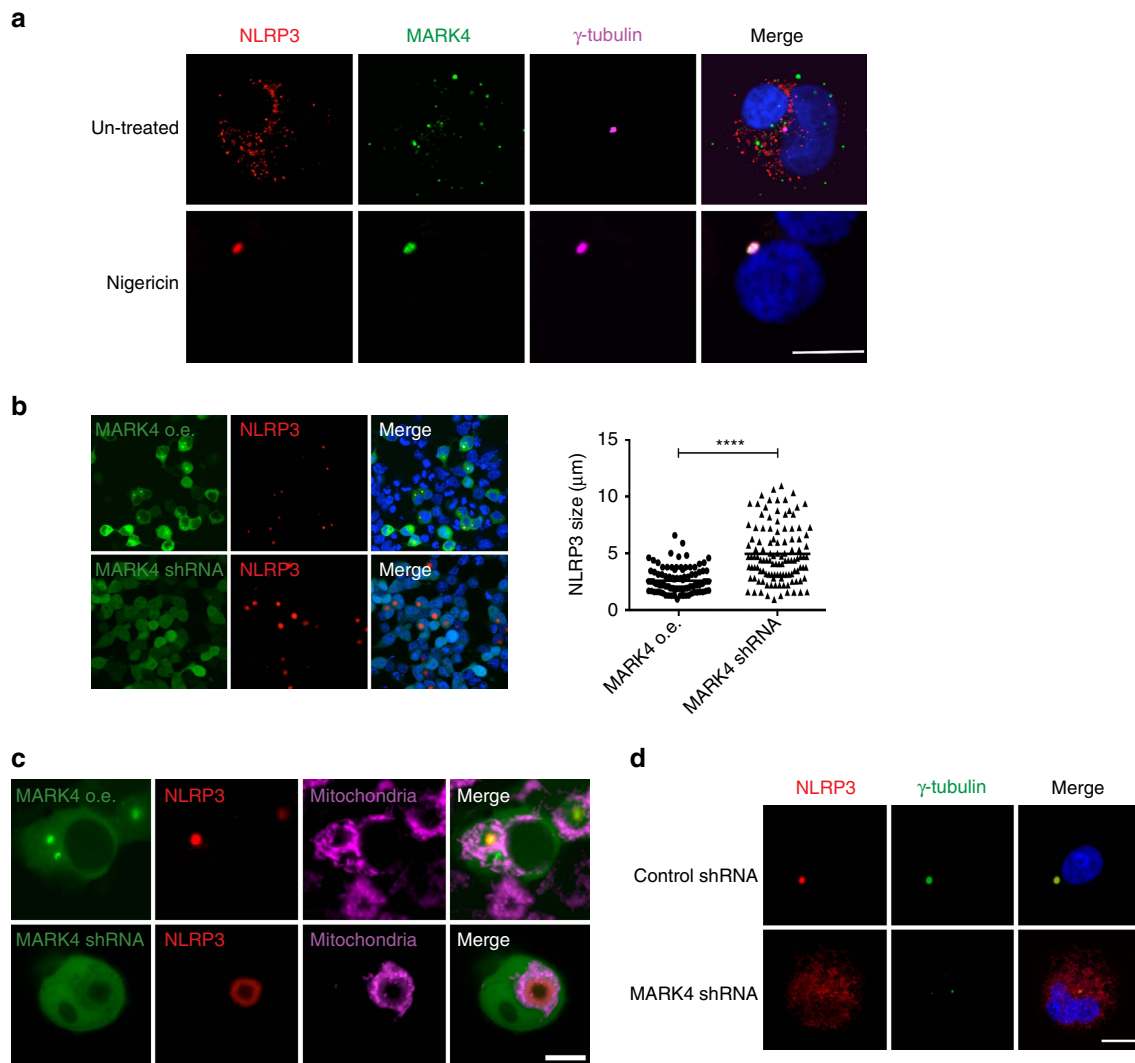 a
NLRP3 MARK4 γ-tubulin Merge
Un-treated
Nigericin
b
MARK4 o.e. NLRP3 Merge
MARK4 shRNA NLRP3 Merge
NLRP3 size (μm)
15
10
5
0
****
MARK4 o.e.
MARK4 shRNA
c
MARK4 o.e. NLRP3 Mitochondria Merge
MARK4 shRNA NLRP3 Mitochondria Merge
d
NLRP3 γ-tubulin Merge
Control shRNA
MARK4 shRNA